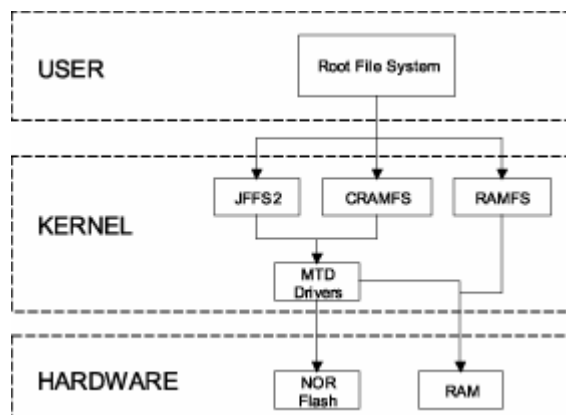 USER
Root File System
JFFS2
CRAMFS
RAMFS
KERNEL
MTD
Drivers
HARDWARE
NOR
Flash
RAM